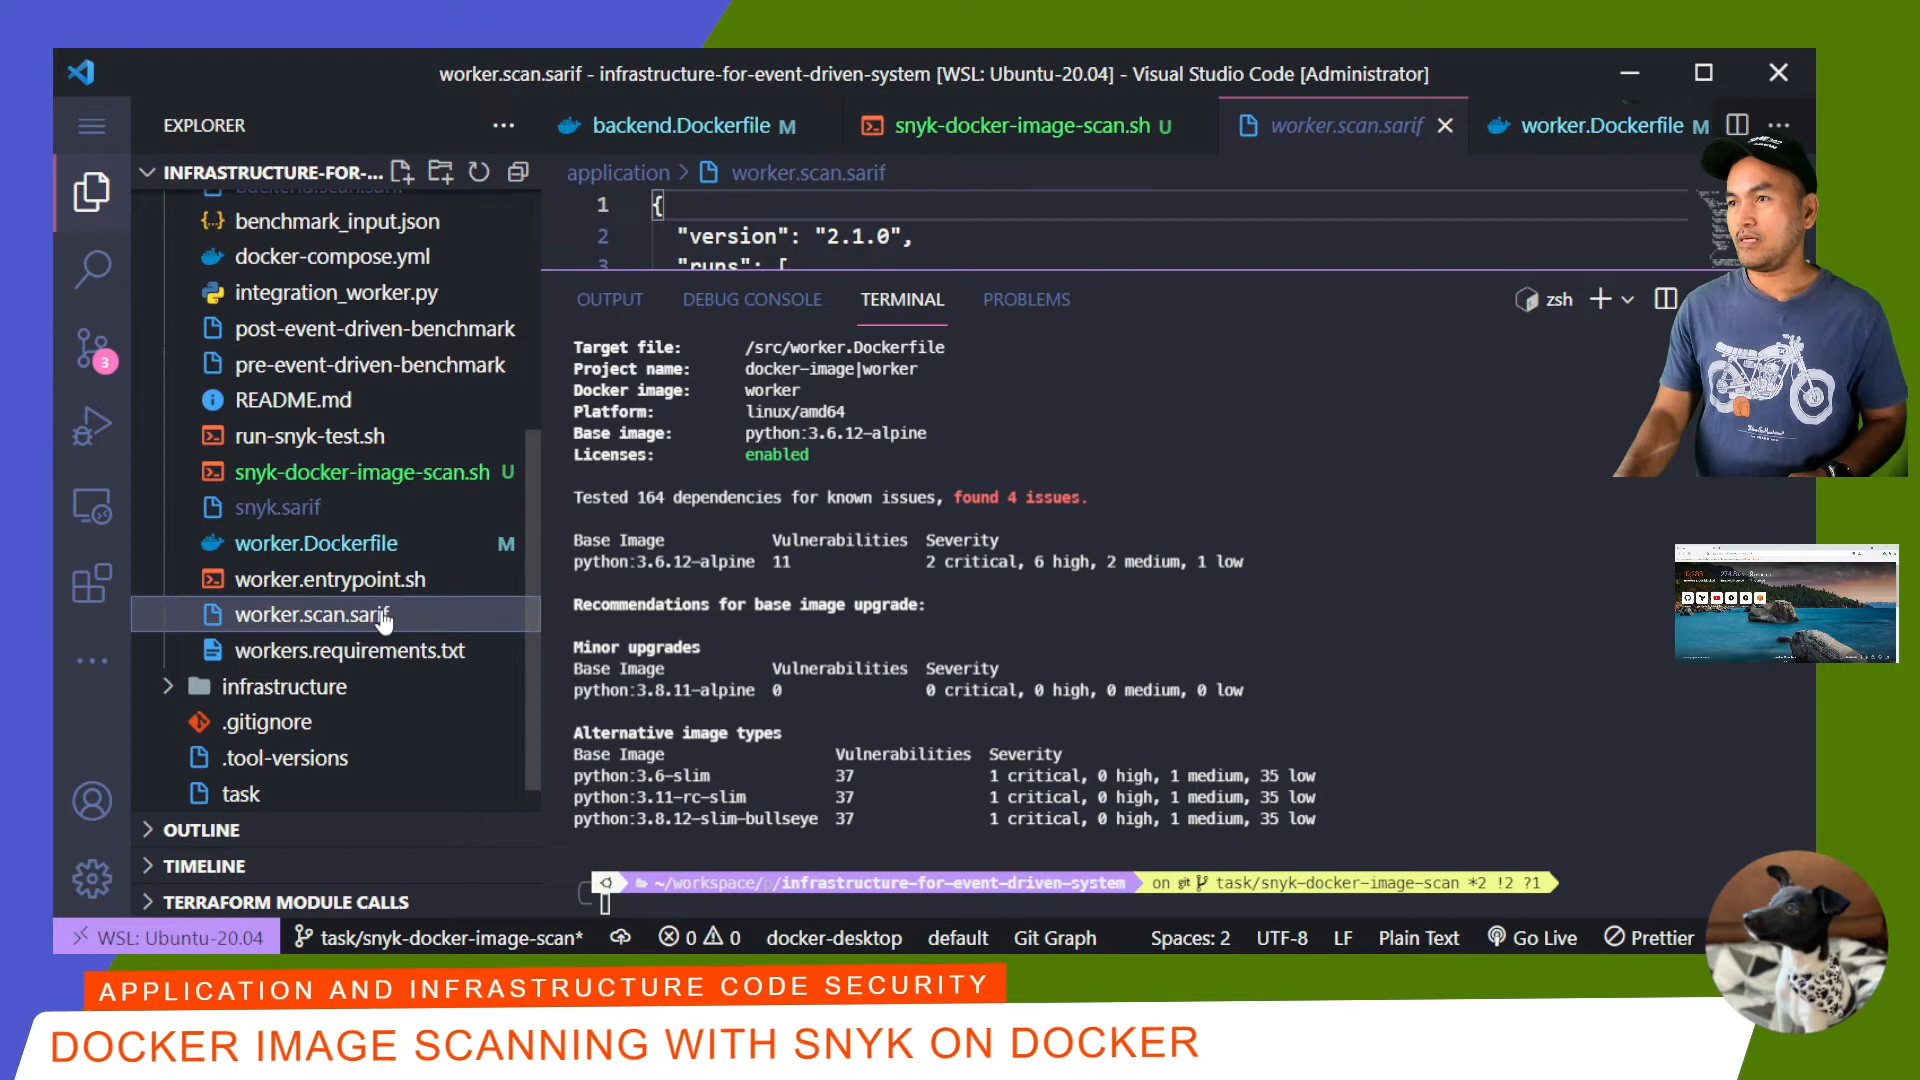 worker.scan.sarif - infrastructure-for-event-driven-system [WSL: Ubuntu-20.04] - Visual Studio Code [Administrator]
EXPLORER
backend.Dockerfile M
snyk-docker-image-scan.sh U
worker.scan.sarif
worker.Dockerfile M
INFRASTRUCTURE-FOR-...
application > worker.scan.sarif
backend.scan.sarif
benchmark_input.json
docker-compose.yml
integration_worker.py
post-event-driven-benchmark
pre-event-driven-benchmark
README.md
run-snyk-test.sh
snyk-docker-image-scan.sh U
snyk.sarif
worker.Dockerfile M
worker.entrypoint.sh
worker.scan.sarif
workers.requirements.txt
infrastructure
.gitignore
.tool-versions
task
OUTLINE
TIMELINE
TERRAFORM MODULE CALLS
3
1 {
2 "version": "2.1.0",
3 "runs": [
OUTPUT DEBUG CONSOLE TERMINAL PROBLEMS
zsh
Target file: /src/worker.Dockerfile
Project name: docker-image|worker
Docker image: worker
Platform: linux/amd64
Base image: python:3.6.12-alpine
Licenses: enabled
Tested 164 dependencies for known issues, found 4 issues.
Base Image Vulnerabilities Severity
python:3.6.12-alpine 11 2 critical, 6 high, 2 medium, 1 low
Recommendations for base image upgrade:
Minor upgrades
Base Image Vulnerabilities Severity
python:3.8.11-alpine 0 0 critical, 0 high, 0 medium, 0 low
Alternative image types
Base Image Vulnerabilities Severity
python:3.6-slim 37 1 critical, 0 high, 1 medium, 35 low
python:3.11-rc-slim 37 1 critical, 0 high, 1 medium, 35 low
python:3.8.12-slim-bullseye 37 1 critical, 0 high, 1 medium, 35 low
~/workspace/ /infrastructure-for-event-driven-system on git task/snyk-docker-image-scan *2 !2 ?1
WSL: Ubuntu-20.04 task/snyk-docker-image-scan* 0 0 docker-desktop default Git Graph Spaces: 2 UTF-8 LF Plain Text Go Live Prettier
APPLICATION AND INFRASTRUCTURE CODE SECURITY
DOCKER IMAGE SCANNING WITH SNYK ON DOCKER